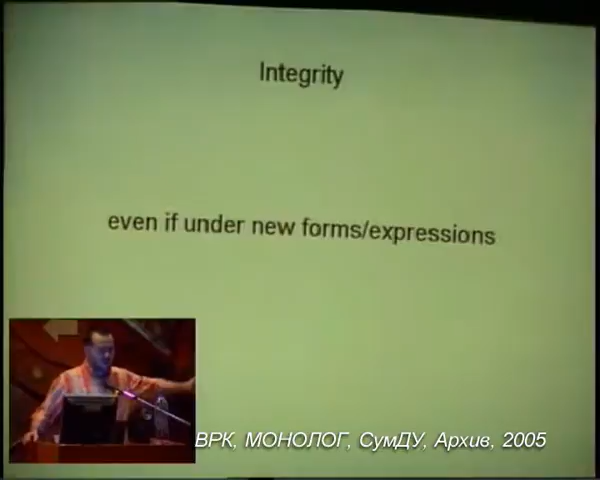 Integrity
even if under new forms/expressions
ВРК, МОНОЛОГ, СумДУ, Архив, 2005